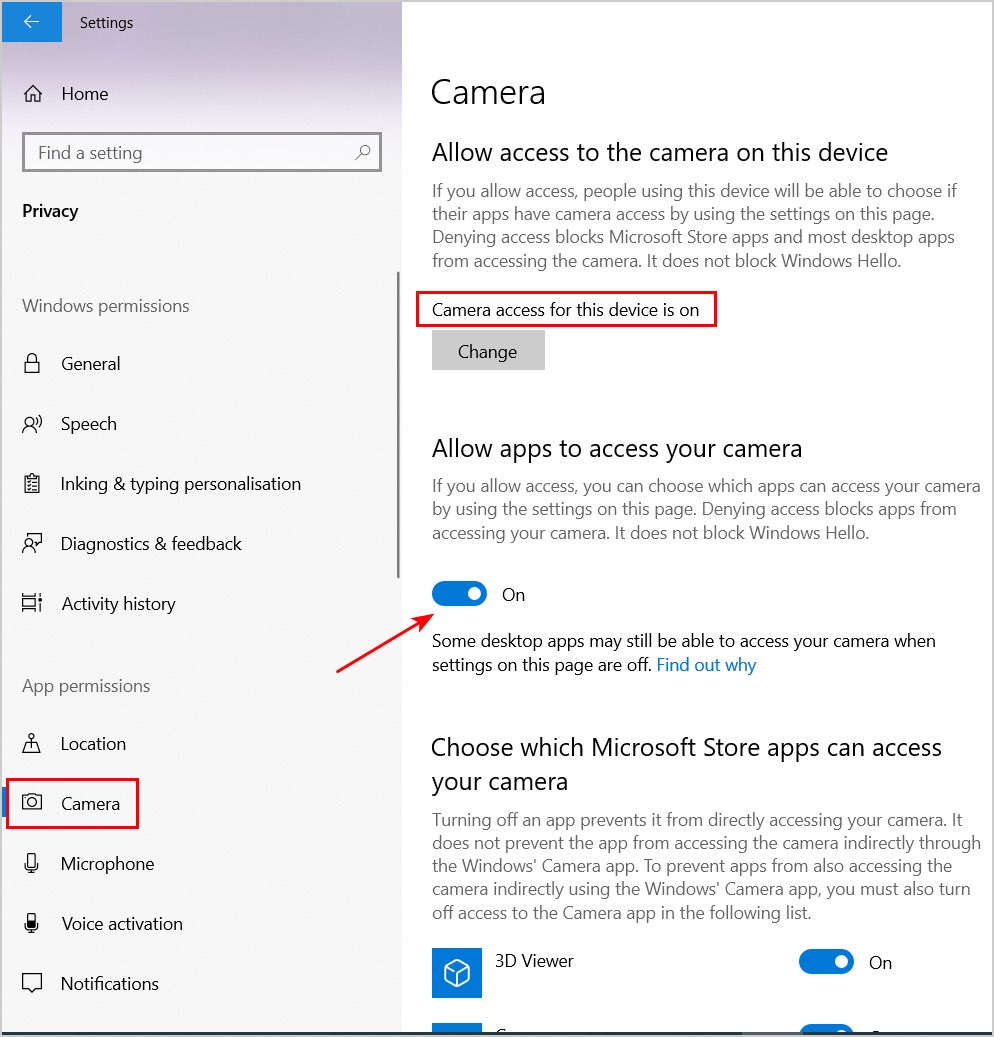 Settings
Home
Find a setting
Privacy
Windows permissions
General
Speech
Inking & typing personalisation
Diagnostics & feedback
Activity history
App permissions
Location
Camera
Microphone
Voice activation
Notifications
Camera
Allow access to the camera on this device
If you allow access, people using this device will be able to choose if
their apps have camera access by using the settings on this page.
Denying access blocks Microsoft Store apps and most desktop apps
from accessing the camera. It does not block Windows Hello.
Camera access for this device is on
Change
Allow apps to access your camera
If you allow access, you can choose which apps can access your camera
by using the settings on this page. Denying access blocks apps from
accessing your camera. It does not block Windows Hello.
On
Some desktop apps may still be able to access your camera when
settings on this page are off. Find out why
Choose which Microsoft Store apps can access
your camera
Turning off an app prevents it from directly accessing your camera. It
does not prevent the app from accessing the camera indirectly through
the Windows' Camera app. To prevent apps from also accessing the
camera indirectly using the Windows' Camera app, you must also turn
off access to the Camera app in the following list.
3D Viewer
On